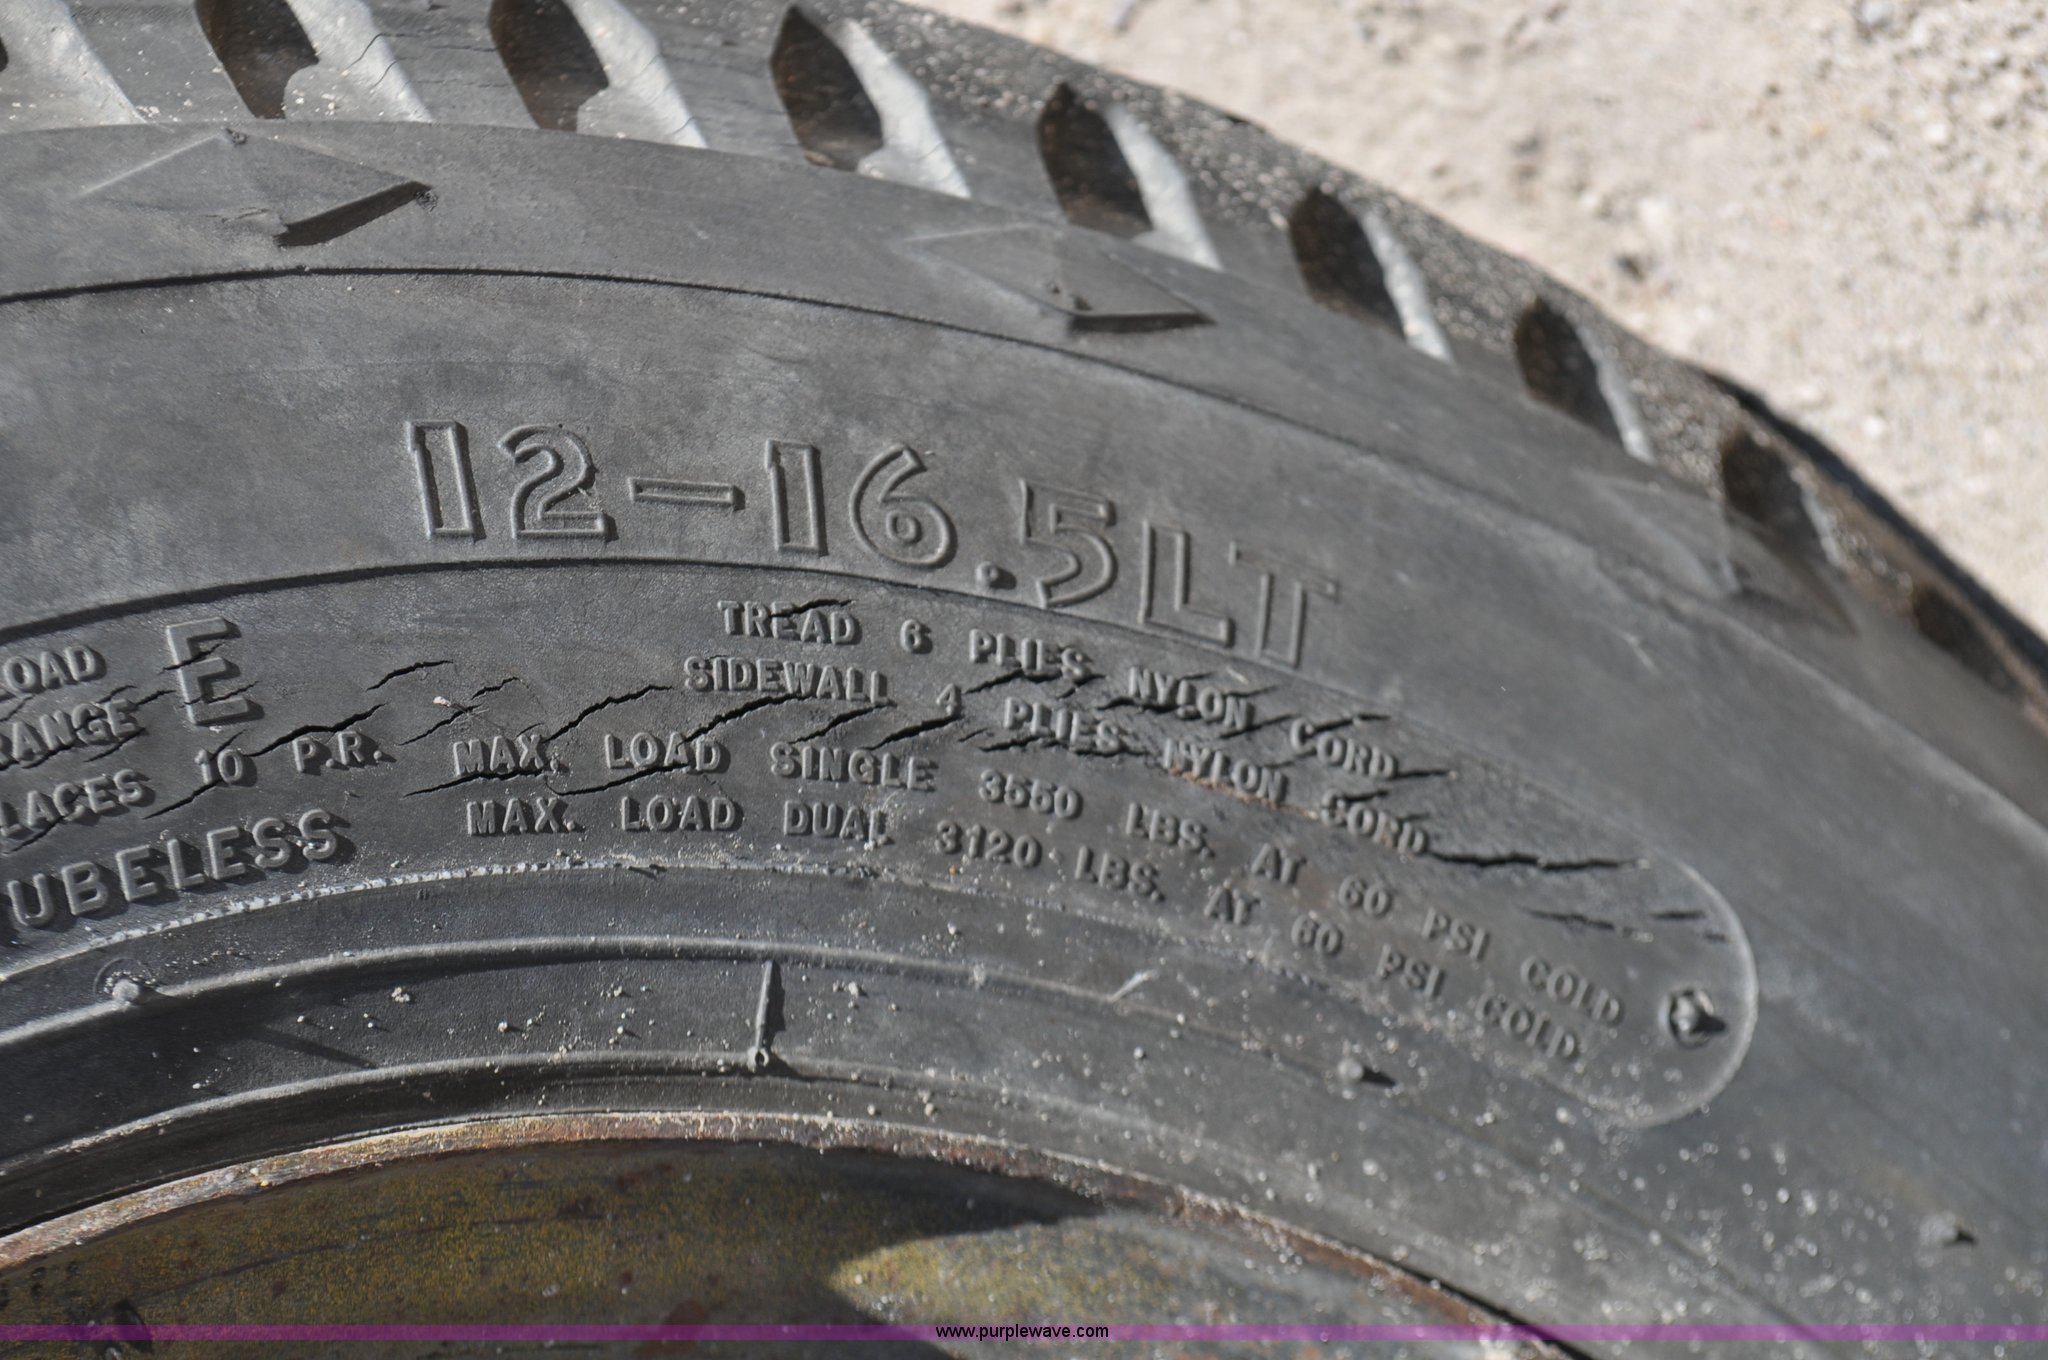 12-16.5LT
LOAD E
RANGE
10 P.R.
TREAD 6 PLIES NYLON CORD
SIDEWALL 4 PLIES NYLON CORD
MAX. LOAD SINGLE 3550 LBS. AT 60 PSI COLD
MAX. LOAD DUAL 3120 LBS. AT 60 PSI COLD
UBELESS
www.purplewave.com